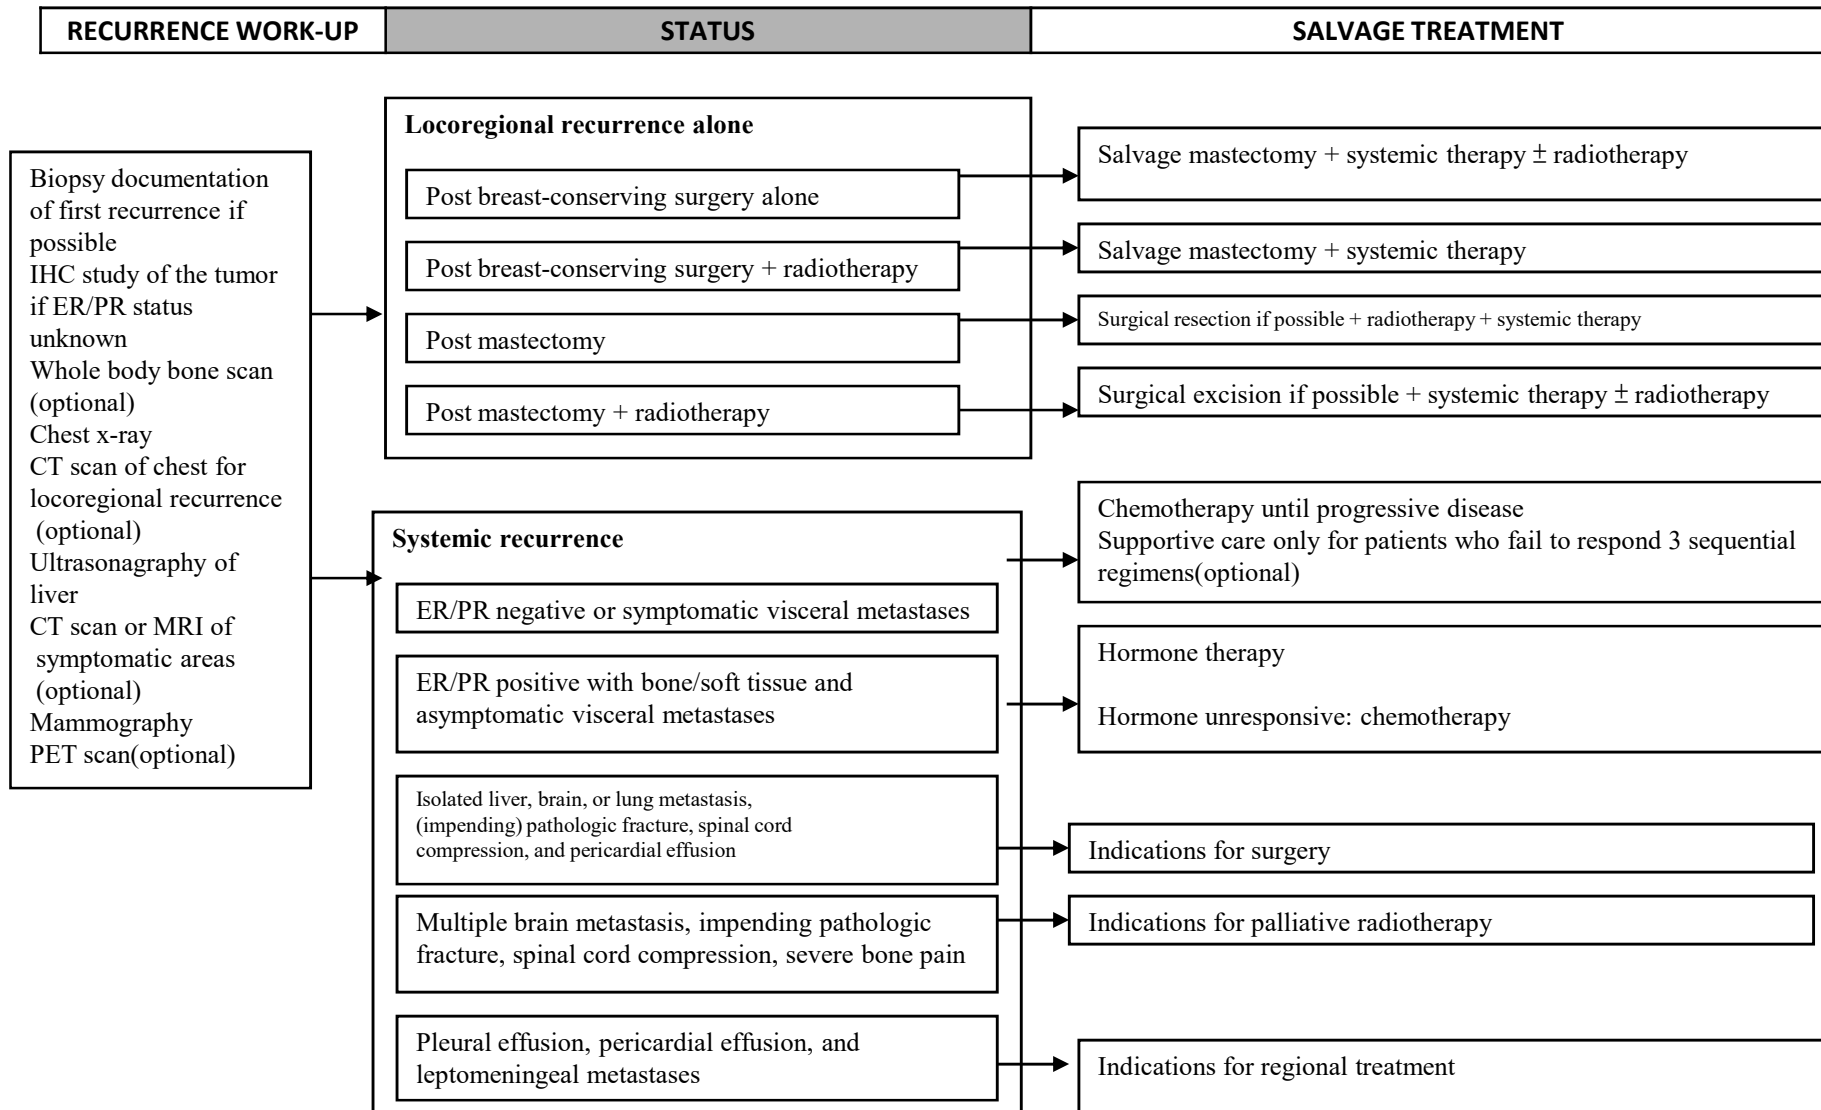 RECURRENCE WORK-UP
STATUS
SALVAGE TREATMENT
Biopsy documentation
of first recurrence if
possible
IHC study of the tumor
if ER/PR status
unknown
Whole body bone scan
(optional)
Chest x-ray
CT scan of chest for
locoregional recurrence
(optional)
Ultrasonagraphy of
liver
CT scan or MRI of
symptomatic areas
(optional)
Mammography
PET scan(optional)
Locoregional recurrence alone
Post breast-conserving surgery alone
Salvage mastectomy + systemic therapy ± radiotherapy
Post breast-conserving surgery + radiotherapy
Salvage mastectomy + systemic therapy
Post mastectomy
Surgical resection if possible + radiotherapy + systemic therapy
Post mastectomy + radiotherapy
Surgical excision if possible + systemic therapy ± radiotherapy
Systemic recurrence
ER/PR negative or symptomatic visceral metastases
Chemotherapy until progressive disease
Supportive care only for patients who fail to respond 3 sequential
regimens(optional)
ER/PR positive with bone/soft tissue and
asymptomatic visceral metastases
Hormone therapy
Hormone unresponsive: chemotherapy
Isolated liver, brain, or lung metastasis,
(impending) pathologic fracture, spinal cord
compression, and pericardial effusion
Indications for surgery
Multiple brain metastasis, impending pathologic
fracture, spinal cord compression, severe bone pain
Indications for palliative radiotherapy
Pleural effusion, pericardial effusion, and
leptomeningeal metastases
Indications for regional treatment